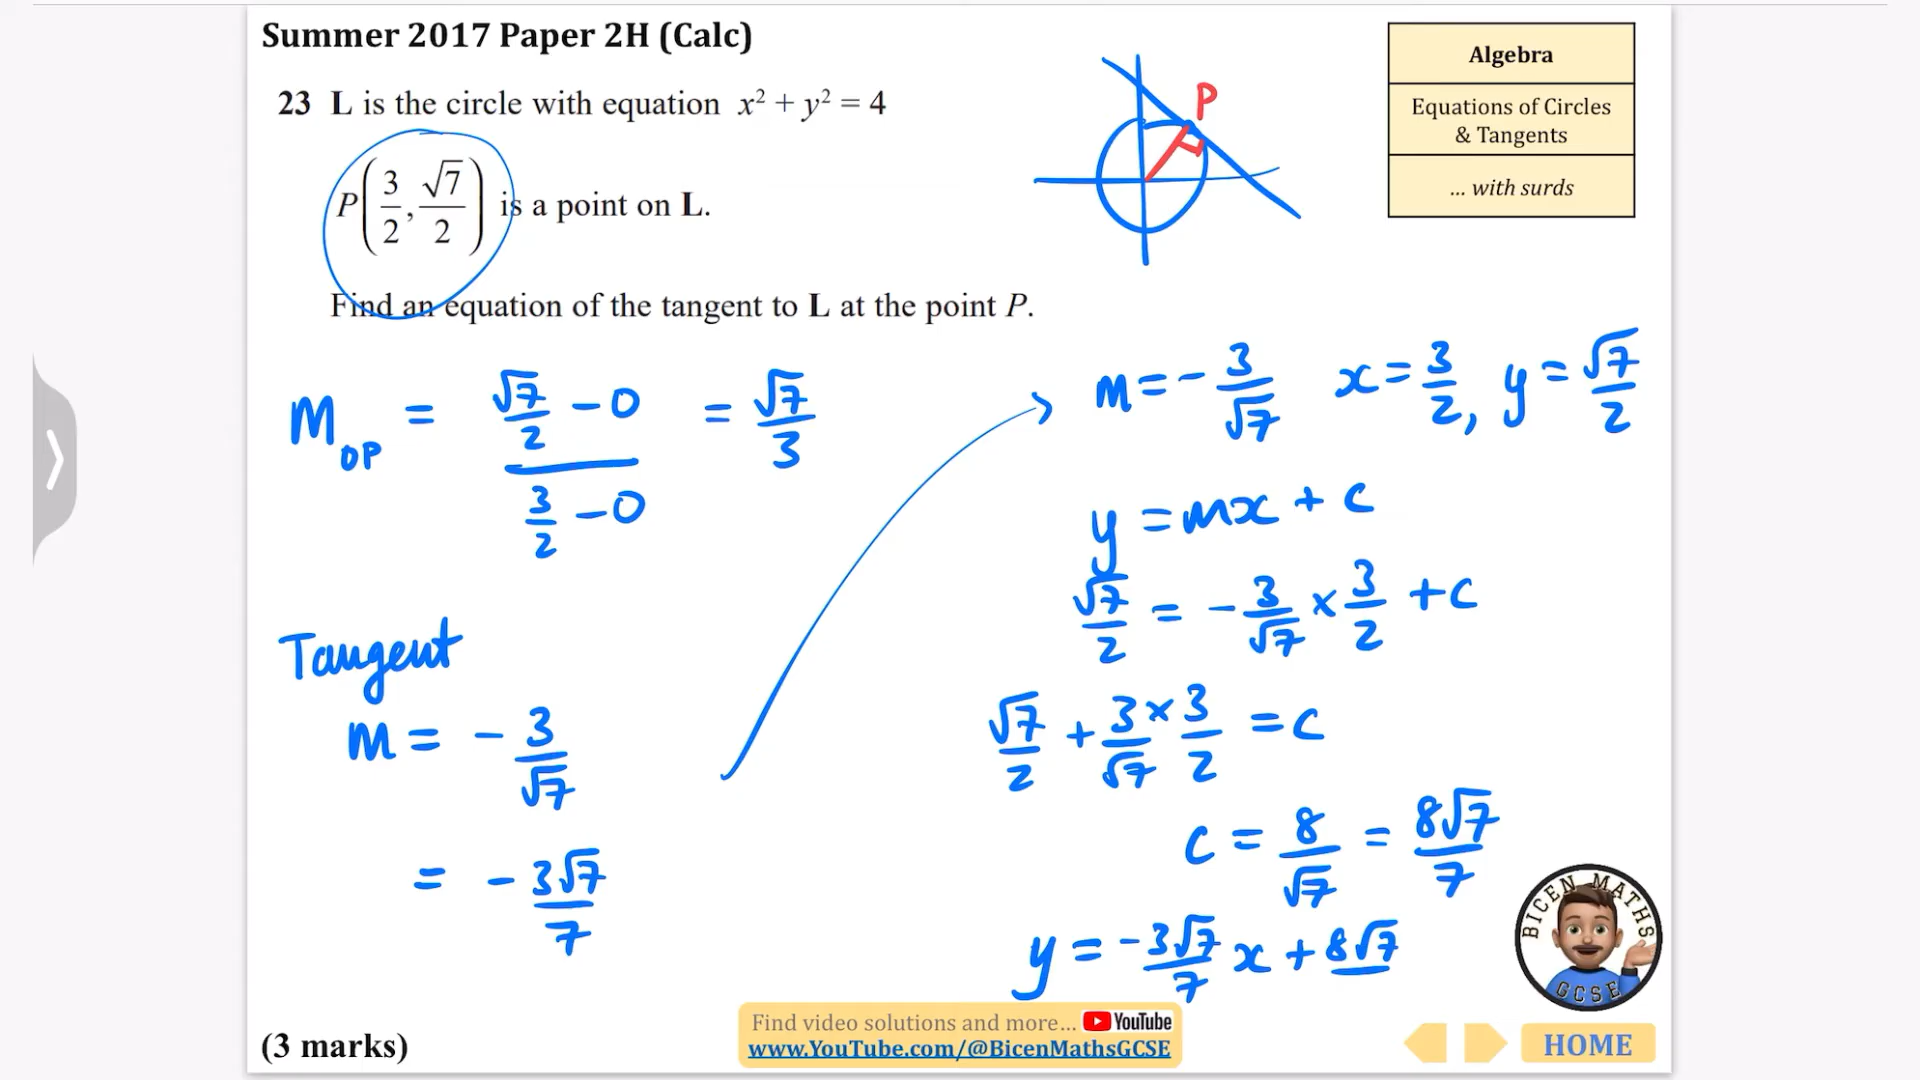 Summer 2017 Paper 2H (Calc)
23 L is the circle with equation x² + y² = 4
P(3/2, √7/2) is a point on L.
Find an equation of the tangent to L at the point P.
P
Algebra
Equations of Circles
& Tangents
... with surds
M_OP = (√7/2 − 0)/(3/2 − 0) = √7/3
Tangent
m = −3/√7
= −3√7/7
m = −3/√7 x = 3/2, y = √7/2
y = mx + c
√7/2 = −3/√7 × 3/2 + c
√7/2 + 3/√7 × 3/2 = c
c = 8/√7 = 8√7/7
y = −3√7/7 x + 8√7
(3 marks)
Find video solutions and more... YouTube
www.YouTube.com/@BicenMathsGCSE
BICEN MATHS
GCSE
HOME